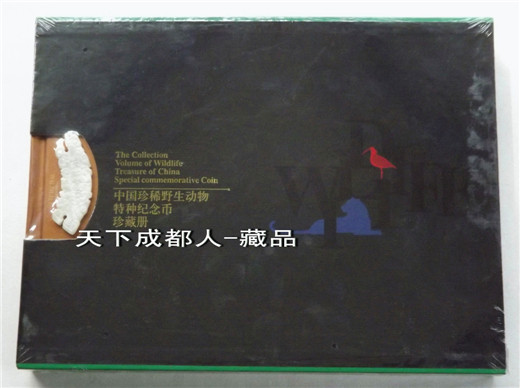 The Collection
Volume of Wildlife
Treasure of China
Special commemorative Coin
中国珍稀野生动物
特种纪念币
珍藏册
天下成都人-藏品